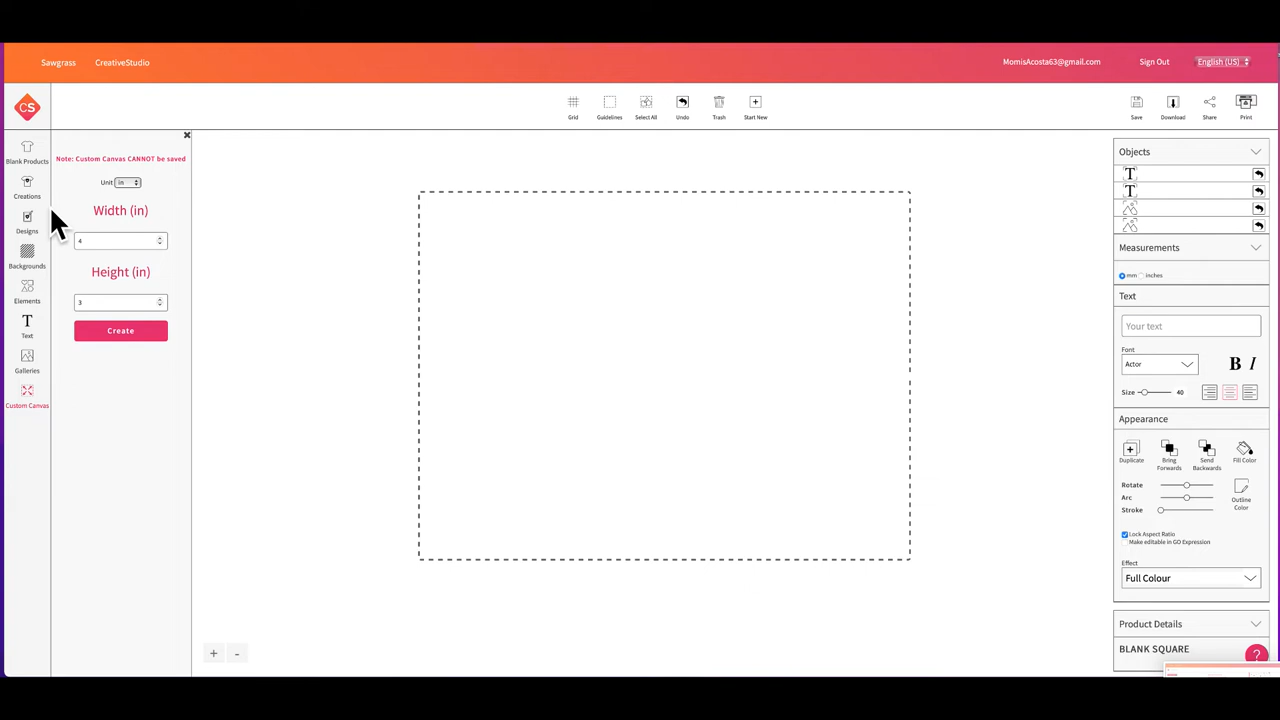 Sawgrass
CreativeStudio
MomisAcosta63@gmail.com
Sign Out
English (US)
CS
Grid
Guidelines
Select All
Undo
Trash
Start New
Save
Download
Share
Print
Blank Products
Creations
Designs
Backgrounds
Elements
T
Text
Galleries
Custom Canvas
Note: Custom Canvas CANNOT be saved
Unit in
Width (in)
4
Height (in)
3
Create
+ -
Objects
T
T
Measurements
mm inches
Text
Your text
Font
Actor
B I
Size 40
Appearance
Duplicate
Bring
Forwards
Send
Backwards
Fill Color
Rotate
Arc
Stroke
Outline
Color
Lock Aspect Ratio
Make editable in GO Expression
Effect
Full Colour
Product Details
BLANK SQUARE
?